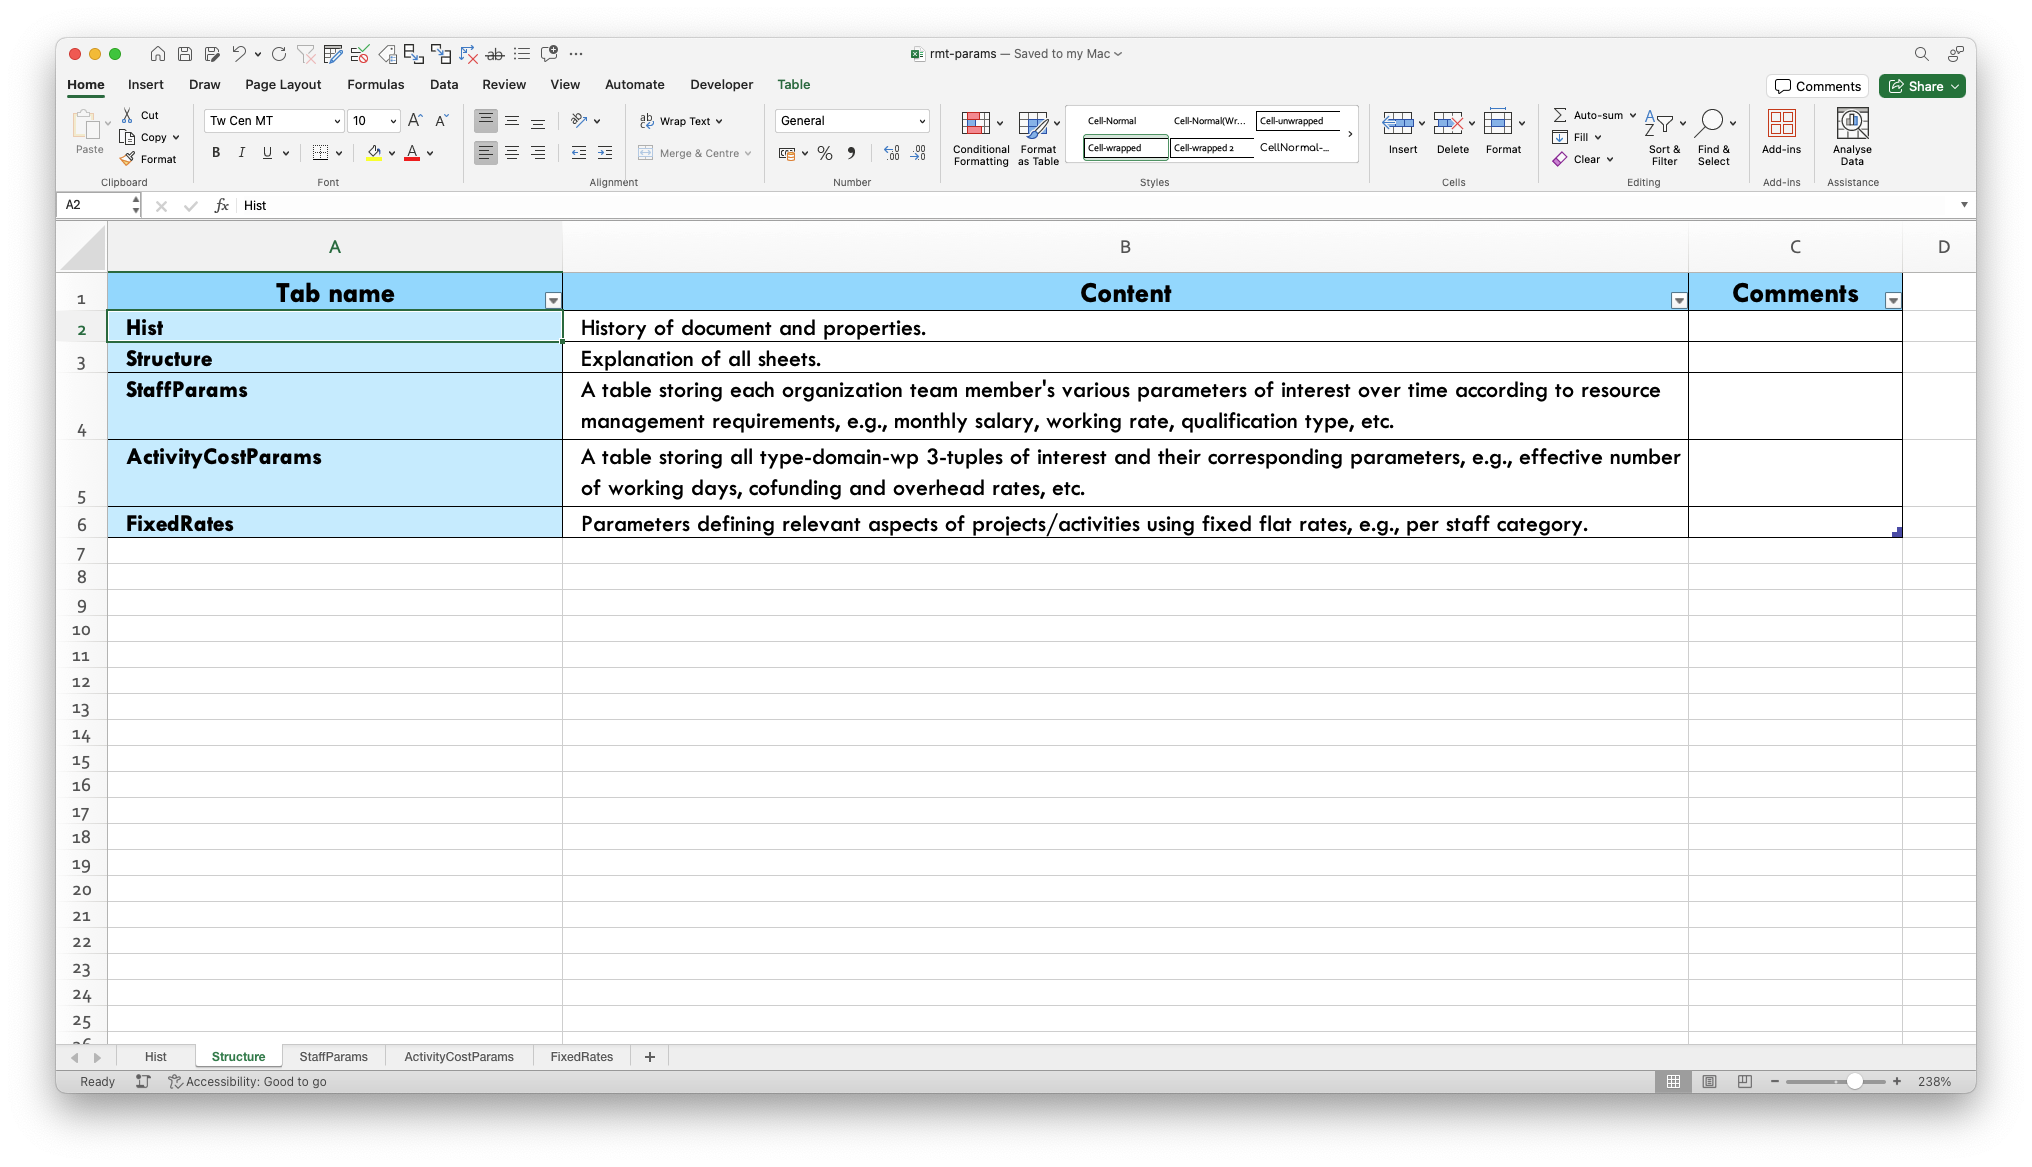 rmt-params — Saved to my Mac
Home Insert Draw Page Layout Formulas Data Review View Automate Developer Table
Comments Share
Paste
Cut
Copy
Format
Clipboard
Tw Cen MT 10
B I U
Font
Wrap Text
Merge & Centre
Alignment
General
Number
Conditional Formatting
Format as Table
Cell-Normal Cell-Normal(Wr... Cell-unwrapped
Cell-wrapped Cell-wrapped 2 CellNormal-...
Styles
Insert Delete Format
Cells
Auto-sum
Fill
Clear
Sort & Filter
Find & Select
Editing
Add-ins
Add-ins
Analyse Data
Assistance
A2 fx Hist
A B C D
1 Tab name Content Comments
2 Hist History of document and properties.
3 Structure Explanation of all sheets.
4 StaffParams A table storing each organization team member's various parameters of interest over time according to resource
management requirements, e.g., monthly salary, working rate, qualification type, etc.
5 ActivityCostParams A table storing all type-domain-wp 3-tuples of interest and their corresponding parameters, e.g., effective number
of working days, cofunding and overhead rates, etc.
6 FixedRates Parameters defining relevant aspects of projects/activities using fixed flat rates, e.g., per staff category.
7
8
9
10
11
12
13
14
15
16
17
18
19
20
21
22
23
24
25
26
Hist Structure StaffParams ActivityCostParams FixedRates +
Ready Accessibility: Good to go 238%